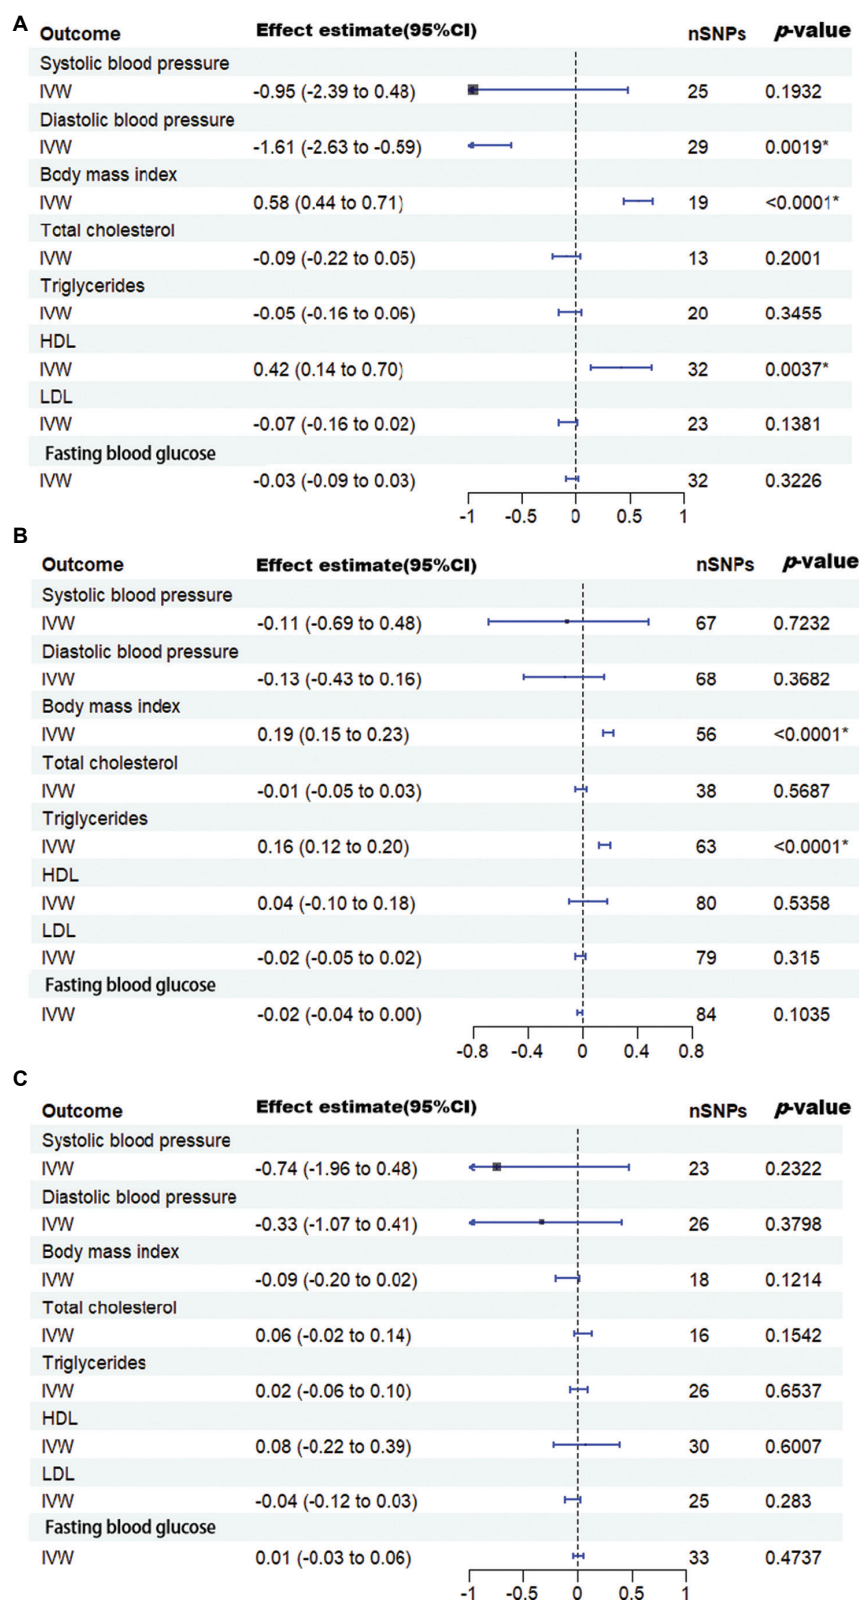 A
Outcome Effect estimate(95%CI) nSNPs p-value
Systolic blood pressure
IVW -0.95 (-2.39 to 0.48) 25 0.1932
Diastolic blood pressure
IVW -1.61 (-2.63 to -0.59) 29 0.0019*
Body mass index
IVW 0.58 (0.44 to 0.71) 19 <0.0001*
Total cholesterol
IVW -0.09 (-0.22 to 0.05) 13 0.2001
Triglycerides
IVW -0.05 (-0.16 to 0.06) 20 0.3455
HDL
IVW 0.42 (0.14 to 0.70) 32 0.0037*
LDL
IVW -0.07 (-0.16 to 0.02) 23 0.1381
Fasting blood glucose
IVW -0.03 (-0.09 to 0.03) 32 0.3226
-1 -0.5 0 0.5 1
B
Outcome Effect estimate(95%CI) nSNPs p-value
Systolic blood pressure
IVW -0.11 (-0.69 to 0.48) 67 0.7232
Diastolic blood pressure
IVW -0.13 (-0.43 to 0.16) 68 0.3682
Body mass index
IVW 0.19 (0.15 to 0.23) 56 <0.0001*
Total cholesterol
IVW -0.01 (-0.05 to 0.03) 38 0.5687
Triglycerides
IVW 0.16 (0.12 to 0.20) 63 <0.0001*
HDL
IVW 0.04 (-0.10 to 0.18) 80 0.5358
LDL
IVW -0.02 (-0.05 to 0.02) 79 0.315
Fasting blood glucose
IVW -0.02 (-0.04 to 0.00) 84 0.1035
-0.8 -0.4 0 0.4 0.8
C
Outcome Effect estimate(95%CI) nSNPs p-value
Systolic blood pressure
IVW -0.74 (-1.96 to 0.48) 23 0.2322
Diastolic blood pressure
IVW -0.33 (-1.07 to 0.41) 26 0.3798
Body mass index
IVW -0.09 (-0.20 to 0.02) 18 0.1214
Total cholesterol
IVW 0.06 (-0.02 to 0.14) 16 0.1542
Triglycerides
IVW 0.02 (-0.06 to 0.10) 26 0.6537
HDL
IVW 0.08 (-0.22 to 0.39) 30 0.6007
LDL
IVW -0.04 (-0.12 to 0.03) 25 0.283
Fasting blood glucose
IVW 0.01 (-0.03 to 0.06) 33 0.4737
-1 -0.5 0 0.5 1